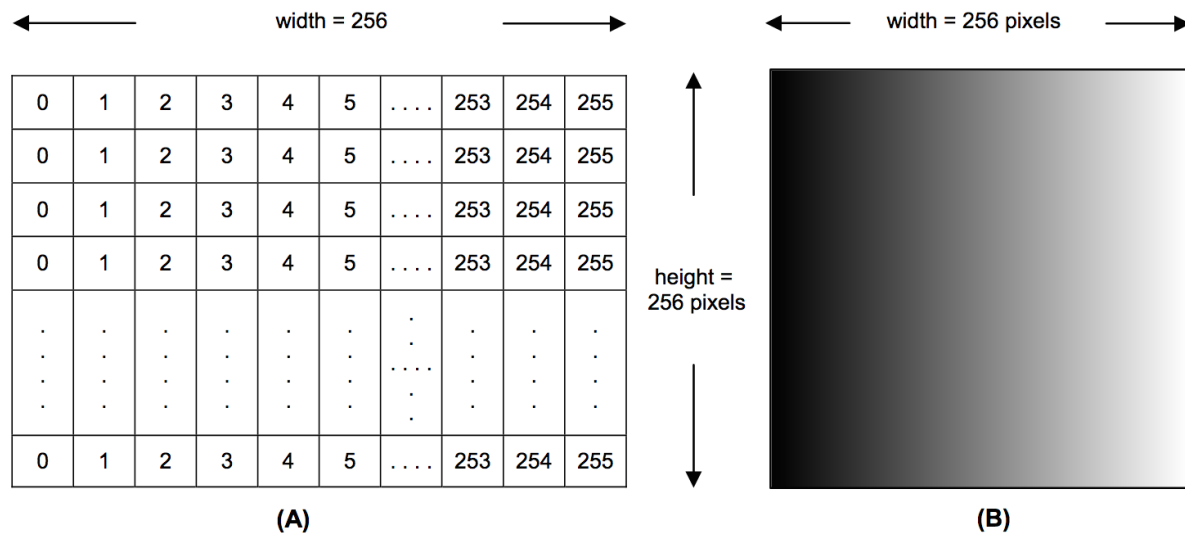 width = 256
width = 256 pixels
0 1 2 3 4 5 . . . . 253 254 255
0 1 2 3 4 5 . . . . 253 254 255
0 1 2 3 4 5 . . . . 253 254 255
0 1 2 3 4 5 . . . . 253 254 255
. . . . . . . . . .
. . . . . . . . . .
. . . . . . . . . . . . .
. . . . . . . . . .
.
0 1 2 3 4 5 . . . . 253 254 255
height =
256 pixels
(A)
(B)